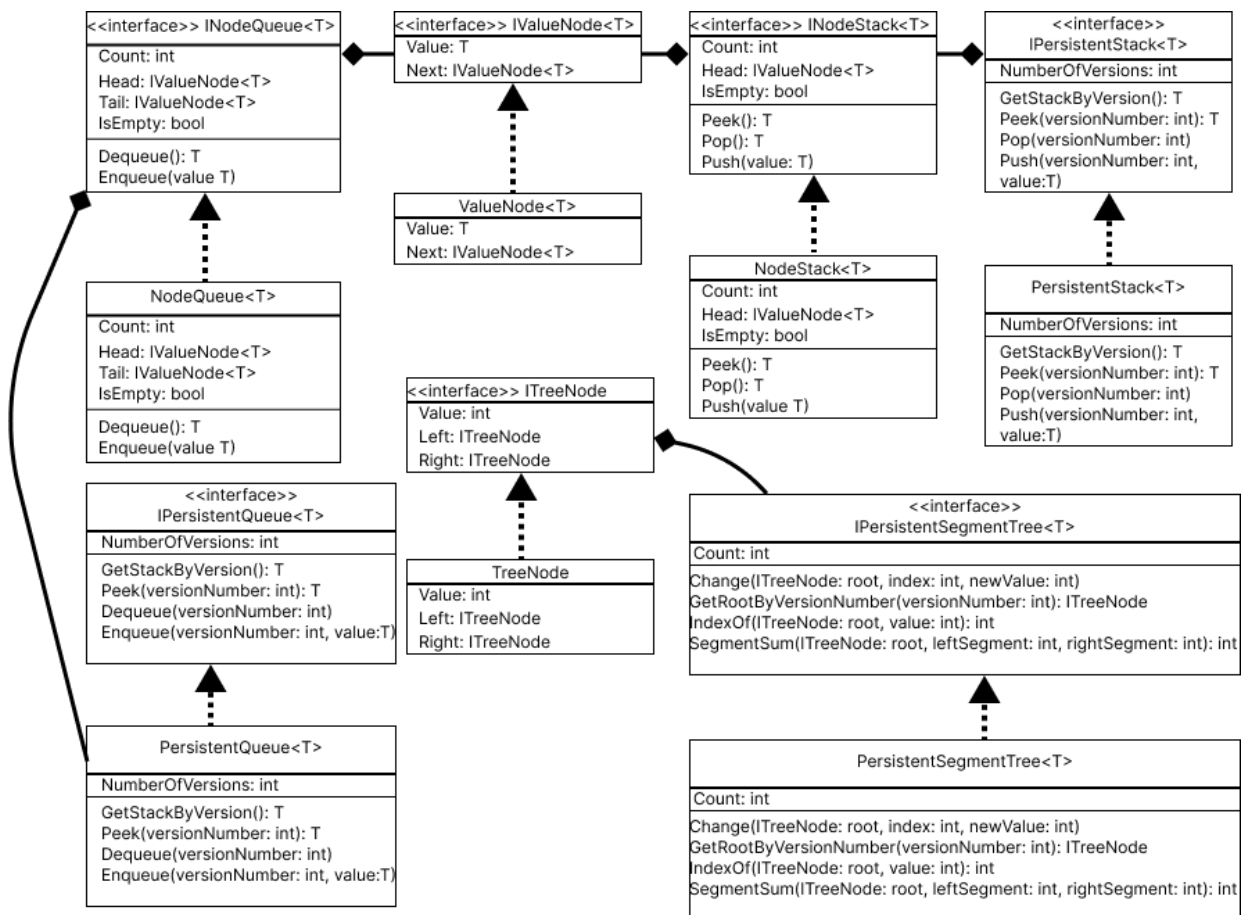 <<interface>> INodeQueue<T>
Count: int
Head: IValueNode<T>
Tail: IValueNode<T>
IsEmpty: bool
Dequeue(): T
Enqueue(value T)
<<interface>> IValueNode<T>
Value: T
Next: IValueNode<T>
<<interface>> INodeStack<T>
Count: int
Head: IValueNode<T>
IsEmpty: bool
Peek(): T
Pop(): T
Push(value: T)
<<interface>>
IPersistentStack<T>
NumberOfVersions: int
GetStackByVersion(): T
Peek(versionNumber: int): T
Pop(versionNumber: int)
Push(versionNumber: int,
value:T)
ValueNode<T>
Value: T
Next: IValueNode<T>
NodeQueue<T>
Count: int
Head: IValueNode<T>
Tail: IValueNode<T>
IsEmpty: bool
Dequeue(): T
Enqueue(value T)
NodeStack<T>
Count: int
Head: IValueNode<T>
IsEmpty: bool
Peek(): T
Pop(): T
Push(value T)
PersistentStack<T>
NumberOfVersions: int
GetStackByVersion(): T
Peek(versionNumber: int): T
Pop(versionNumber: int)
Push(versionNumber: int,
value:T)
<<interface>> ITreeNode
Value: int
Left: ITreeNode
Right: ITreeNode
<<interface>>
IPersistentQueue<T>
NumberOfVersions: int
GetStackByVersion(): T
Peek(versionNumber: int): T
Dequeue(versionNumber: int)
Enqueue(versionNumber: int, value:T)
TreeNode
Value: int
Left: ITreeNode
Right: ITreeNode
<<interface>>
IPersistentSegmentTree<T>
Count: int
Change(ITreeNode: root, index: int, newValue: int)
GetRootByVersionNumber(versionNumber: int): ITreeNode
IndexOf(ITreeNode: root, value: int): int
SegmentSum(ITreeNode: root, leftSegment: int, rightSegment: int): int
PersistentQueue<T>
NumberOfVersions: int
GetStackByVersion(): T
Peek(versionNumber: int): T
Dequeue(versionNumber: int)
Enqueue(versionNumber: int, value:T)
PersistentSegmentTree<T>
Count: int
Change(ITreeNode: root, index: int, newValue: int)
GetRootByVersionNumber(versionNumber: int): ITreeNode
IndexOf(ITreeNode: root, value: int): int
SegmentSum(ITreeNode: root, leftSegment: int, rightSegment: int): int